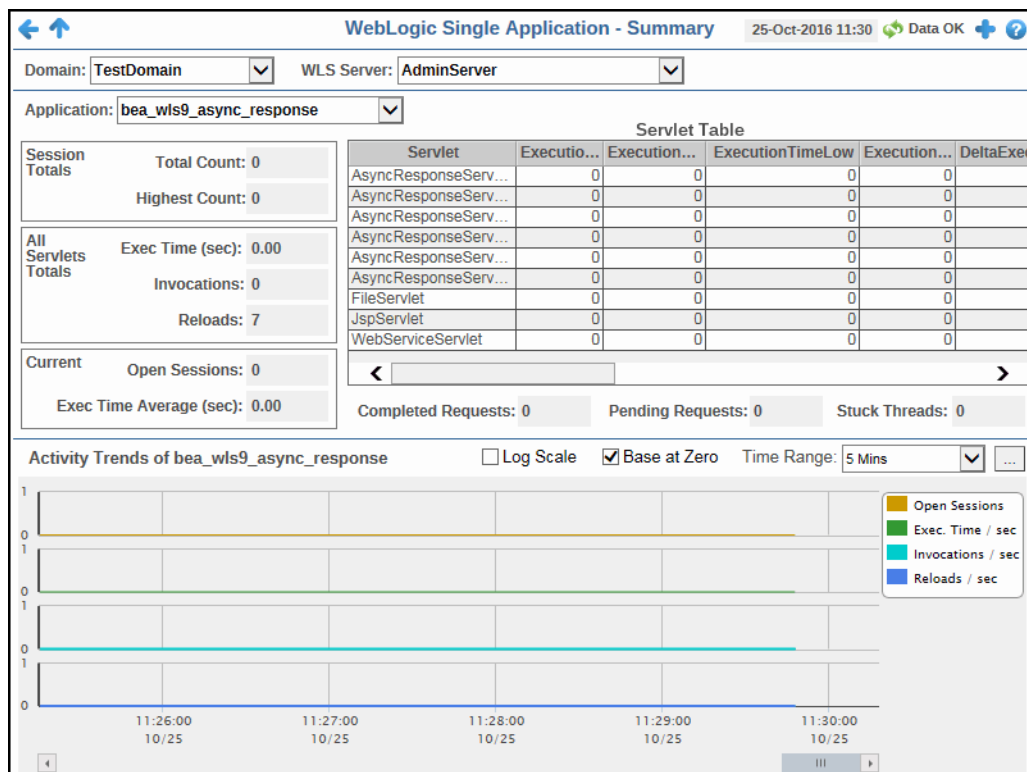 WebLogic Single Application - Summary 25-Oct-2016 11:30 Data OK
Domain: TestDomain WLS Server: AdminServer
Application: bea_wls9_async_response
Session Totals
Total Count: 0
Highest Count: 0
All Servlets Totals
Exec Time (sec): 0.00
Invocations: 0
Reloads: 7
Current
Open Sessions: 0
Exec Time Average (sec): 0.00
Servlet Table
Servlet Executio... Execution... ExecutionTimeLow Execution... DeltaExec
AsyncResponseServ... 0 0 0 0
AsyncResponseServ... 0 0 0 0
AsyncResponseServ... 0 0 0 0
AsyncResponseServ... 0 0 0 0
AsyncResponseServ... 0 0 0 0
AsyncResponseServ... 0 0 0 0
FileServlet 0 0 0 0
JspServlet 0 0 0 0
WebServiceServlet 0 0 0 0
Completed Requests: 0 Pending Requests: 0 Stuck Threads: 0
Activity Trends of bea_wls9_async_response Log Scale Base at Zero Time Range: 5 Mins ...
1
0
1
0
1
0
1
0
Open Sessions
Exec. Time / sec
Invocations / sec
Reloads / sec
11:26:00 11:27:00 11:28:00 11:29:00 11:30:00
10/25 10/25 10/25 10/25 10/25